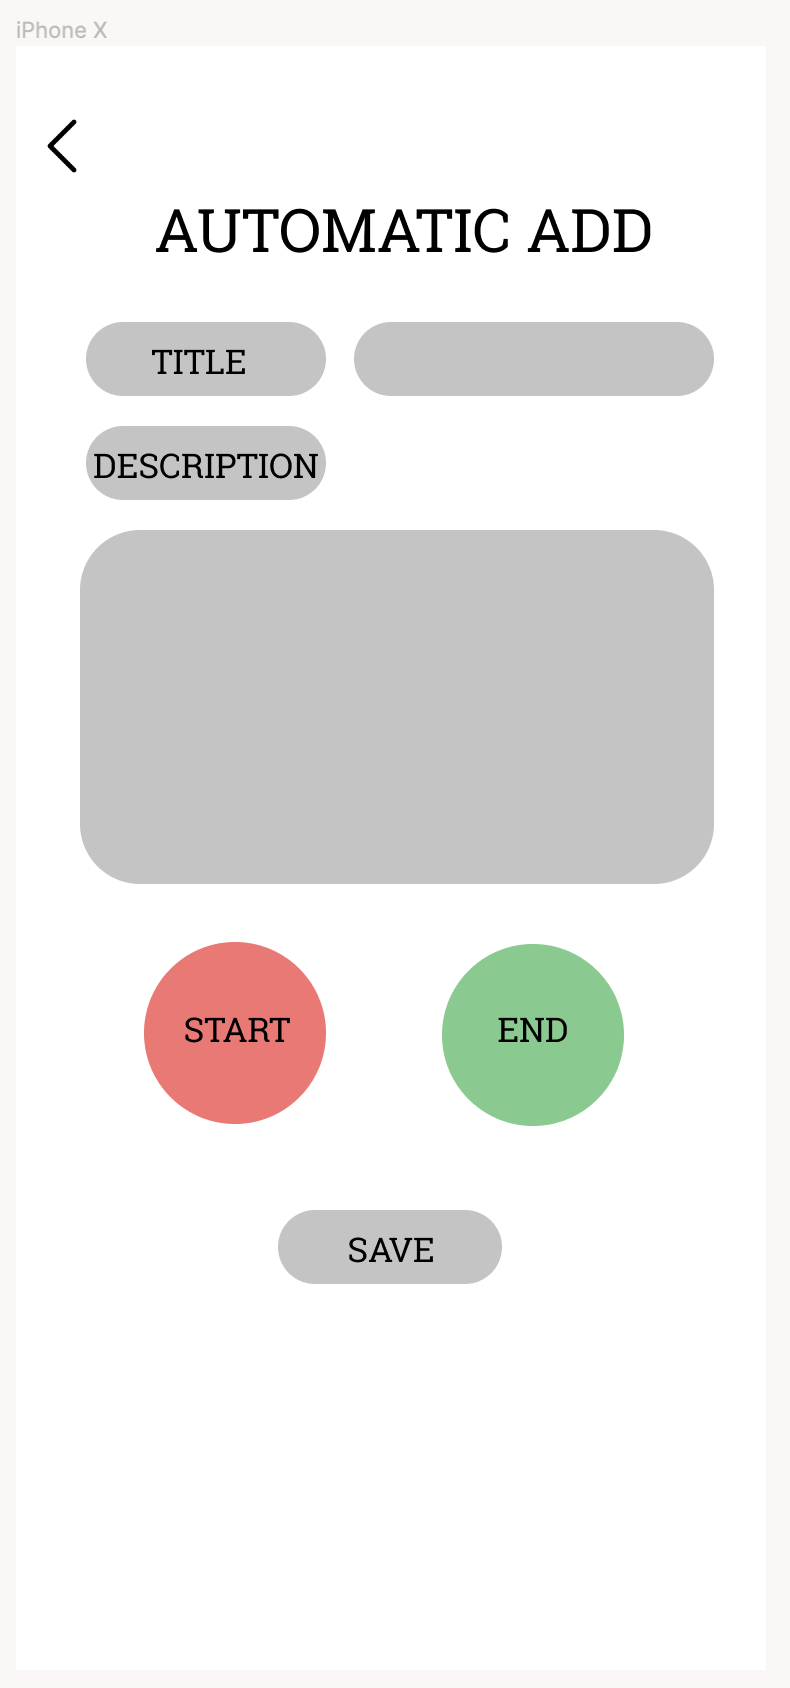 iPhone X
AUTOMATIC ADD
TITLE
DESCRIPTION
START
END
SAVE